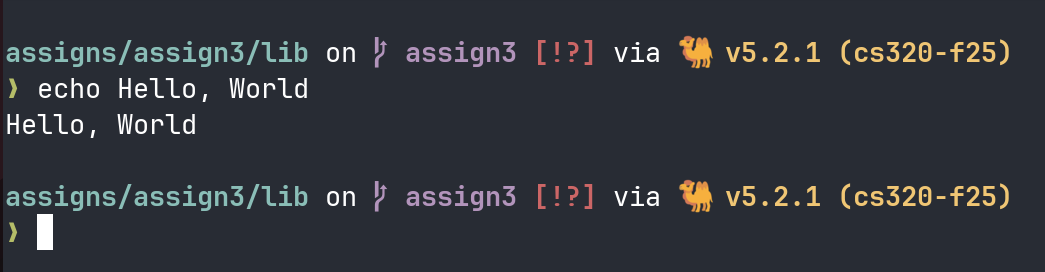 assigns/assign3/lib on assign3 [!?] via 🐫 v5.2.1 (cs320-f25)
❯ echo Hello, World
Hello, World
assigns/assign3/lib on assign3 [!?] via 🐫 v5.2.1 (cs320-f25)
❯